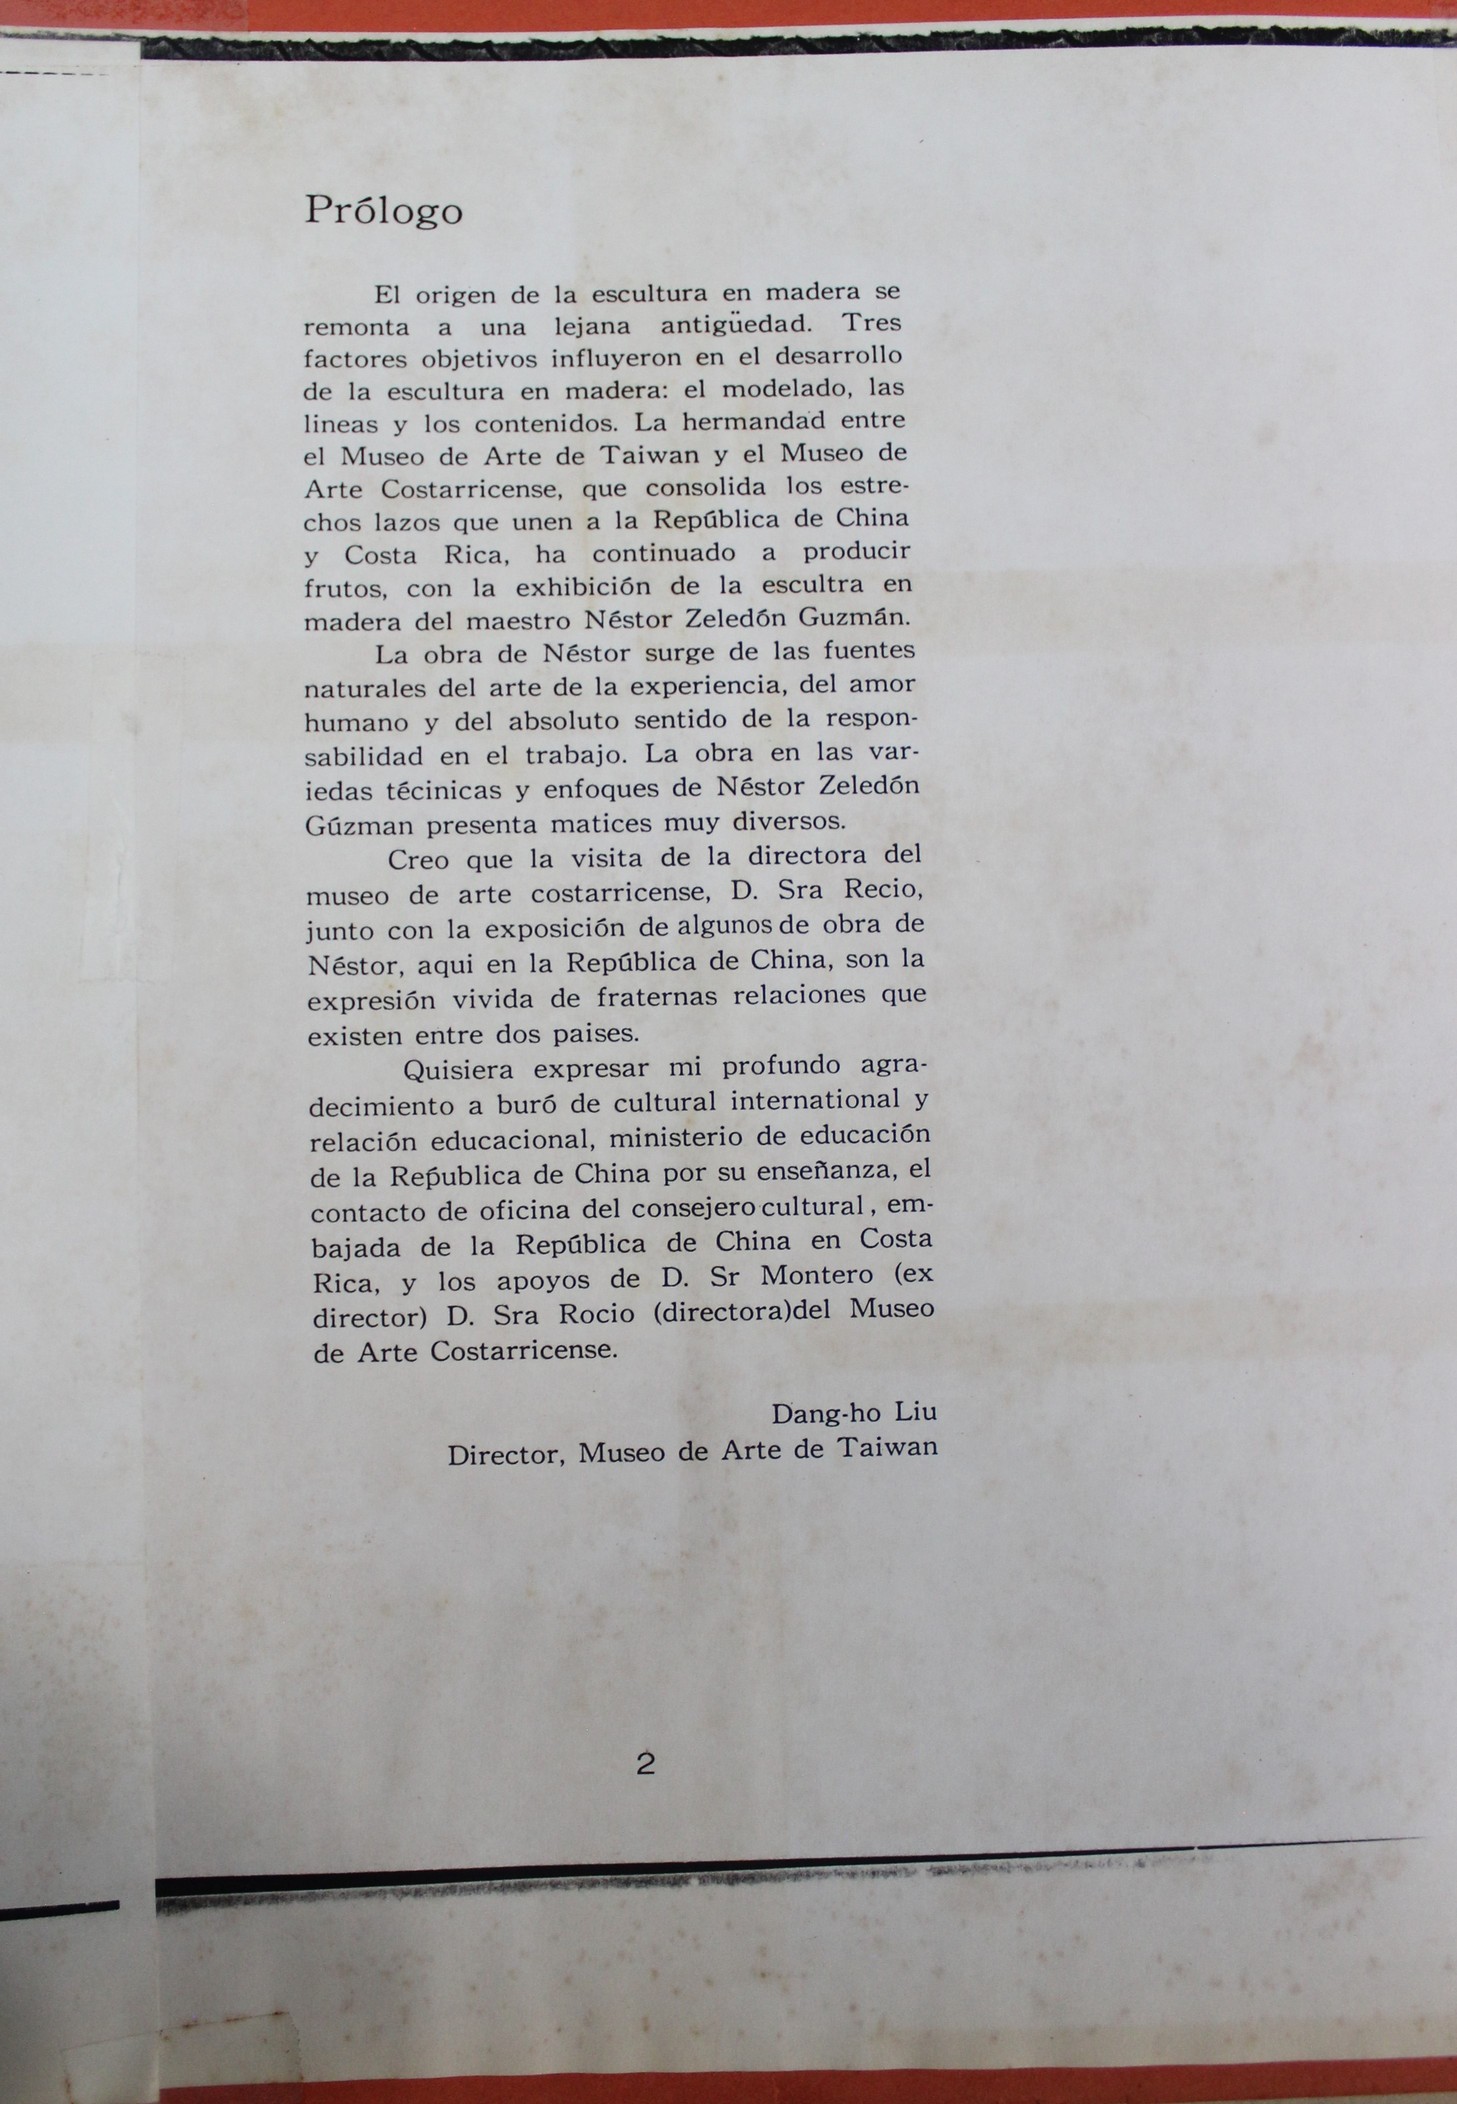 Prólogo
El origen de la escultura en madera se
remonta a una lejana antigüedad. Tres
factores objetivos influyeron en el desarrollo
de la escultura en madera: el modelado, las
lineas y los contenidos. La hermandad entre
el Museo de Arte de Taiwan y el Museo de
Arte Costarricense, que consolida los estre-
chos lazos que unen a la República de China
y Costa Rica, ha continuado a producir
frutos, con la exhibición de la escultra en
madera del maestro Néstor Zeledón Guzmán.
La obra de Néstor surge de las fuentes
naturales del arte de la experiencia, del amor
humano y del absoluto sentido de la respon-
sabilidad en el trabajo. La obra en las var-
iedas técinicas y enfoques de Néstor Zeledón
Gúzman presenta matices muy diversos.
Creo que la visita de la directora del
museo de arte costarricense, D. Sra Recio,
junto con la exposición de algunos de obra de
Néstor, aqui en la República de China, son la
expresión vivida de fraternas relaciones que
existen entre dos paises.
Quisiera expresar mi profundo agra-
decimiento a buró de cultural international y
relación educacional, ministerio de educación
de la Reṕublica de China por su enseñanza, el
contacto de oficina del consejero cultural, em-
bajada de la República de China en Costa
Rica, y los apoyos de D. Sr Montero (ex
director) D. Sra Rocio (directora)del Museo
de Arte Costarricense.
Dang-ho Liu
Director, Museo de Arte de Taiwan
2